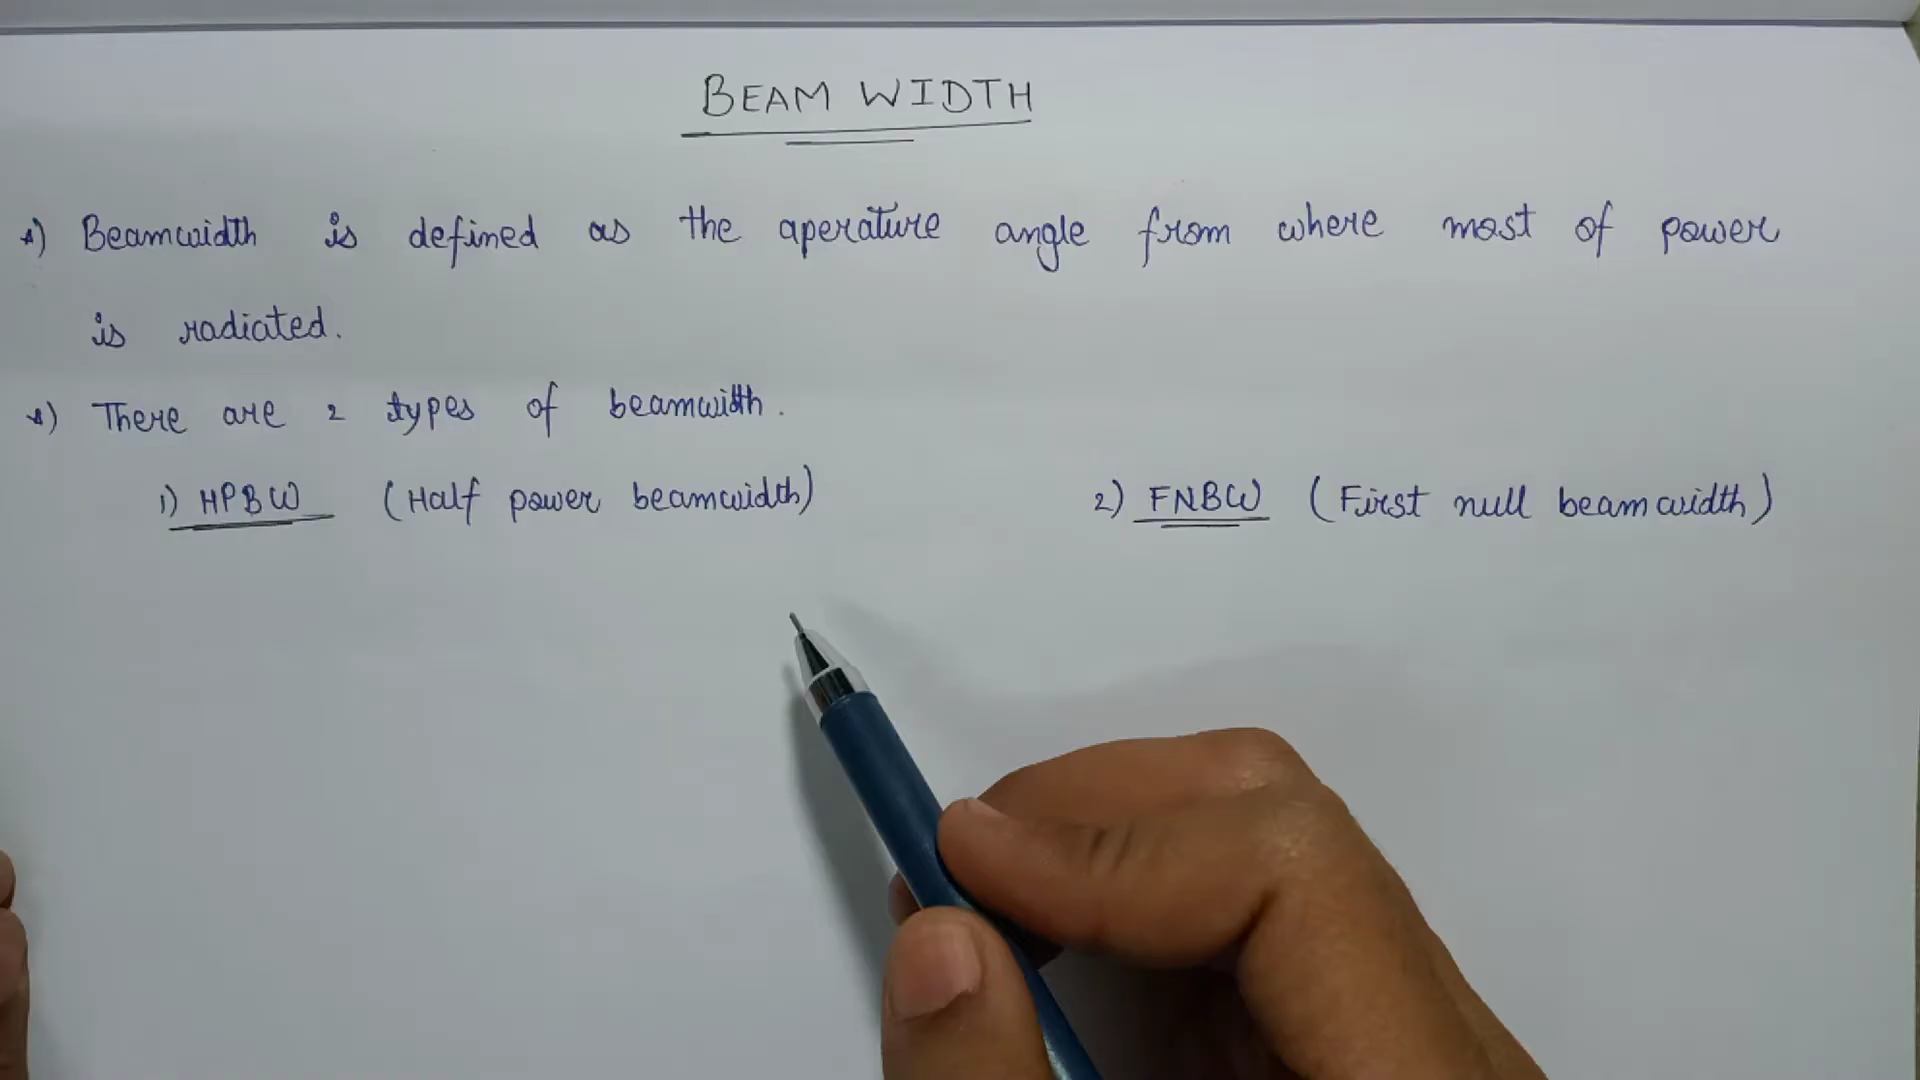 BEAM WIDTH
*) Beamwidth is defined as the aperature angle from where most of power
is radiated.
*) There are 2 types of beamwidth.
1) HPBW (Half power beamwidth) 2) FNBW (First null beamwidth)